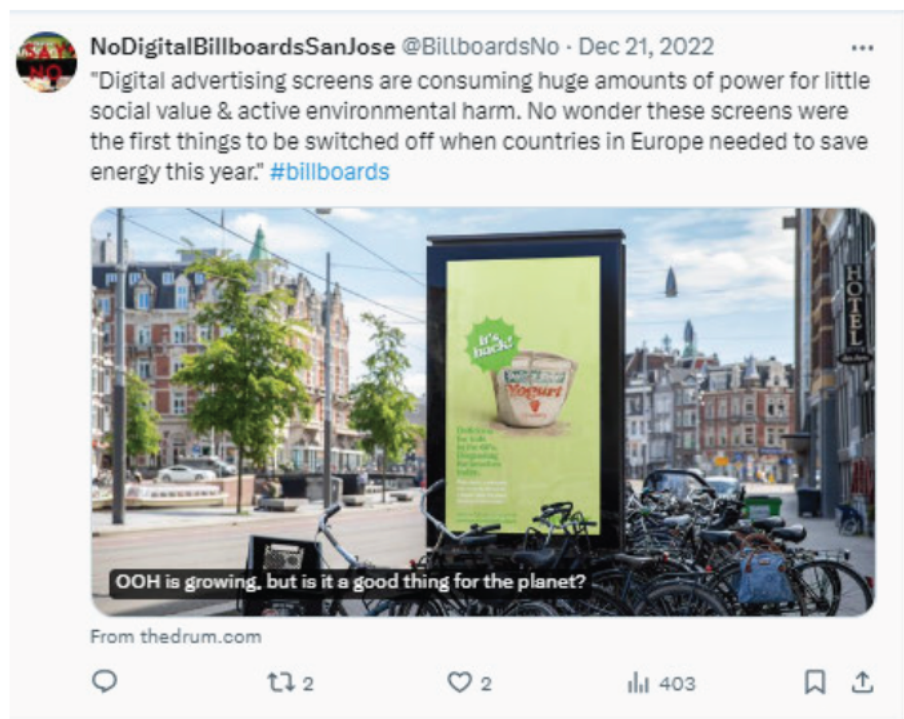 SAY
NO
NoDigitalBillboardsSanJose @BillboardsNo · Dec 21, 2022
"Digital advertising screens are consuming huge amounts of power for little
social value & active environmental harm. No wonder these screens were
the first things to be switched off when countries in Europe needed to save
energy this year." #billboards
it's
back!
Yogurt
HOTEL
OOH is growing, but is it a good thing for the planet?
From thedrum.com
2
2
403